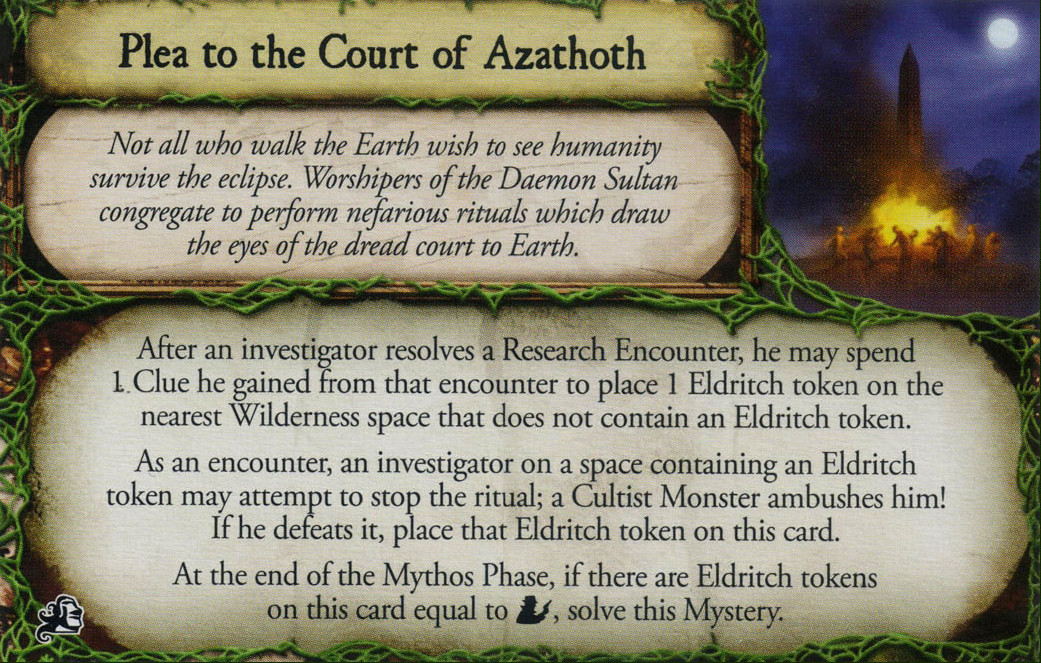 Plea to the Court of Azathoth
Not all who walk the Earth wish to see humanity
survive the eclipse. Worshipers of the Daemon Sultan
congregate to perform nefarious rituals which draw
the eyes of the dread court to Earth.
After an investigator resolves a Research Encounter, he may spend
1 Clue he gained from that encounter to place 1 Eldritch token on the
nearest Wilderness space that does not contain an Eldritch token.
As an encounter, an investigator on a space containing an Eldritch
token may attempt to stop the ritual; a Cultist Monster ambushes him!
If he defeats it, place that Eldritch token on this card.
At the end of the Mythos Phase, if there are Eldritch tokens
on this card equal to , solve this Mystery.